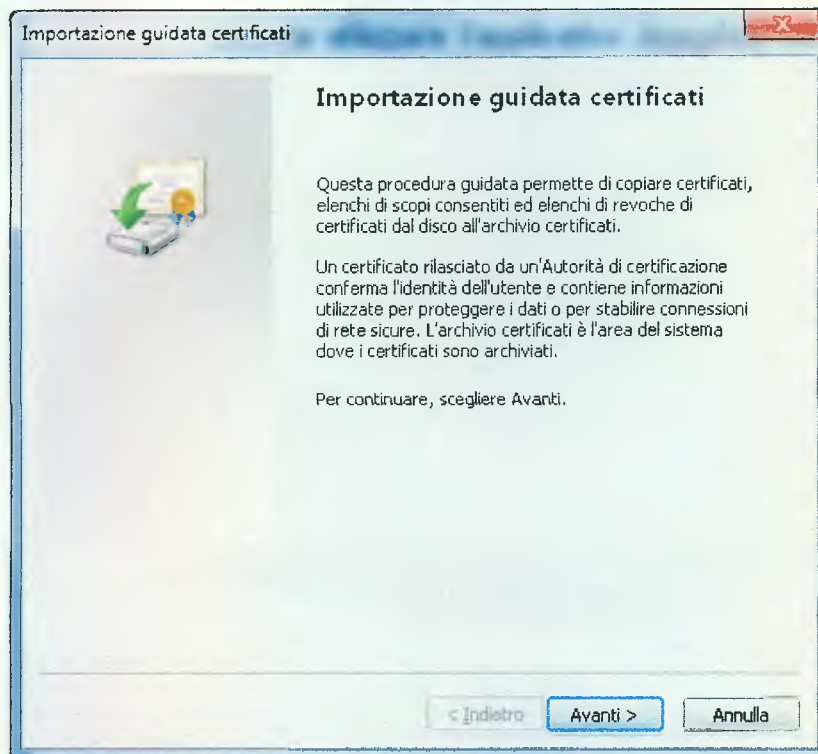 Importazione guidata certificati
Importazione guidata certificati
Questa procedura guidata permette di copiare certificati,
elenchi di scopi consentiti ed elenchi di revoche di
certificati dal disco all'archivio certificati.
Un certificato rilasciato da un'Autorità di certificazione
conferma l'identità dell'utente e contiene informazioni
utilizzate per proteggere i dati o per stabilire connessioni
di rete sicure. L'archivio certificati è l'area del sistema
dove i certificati sono archiviati.
Per continuare, scegliere Avanti.
< Indietro
Avanti >
Annulla